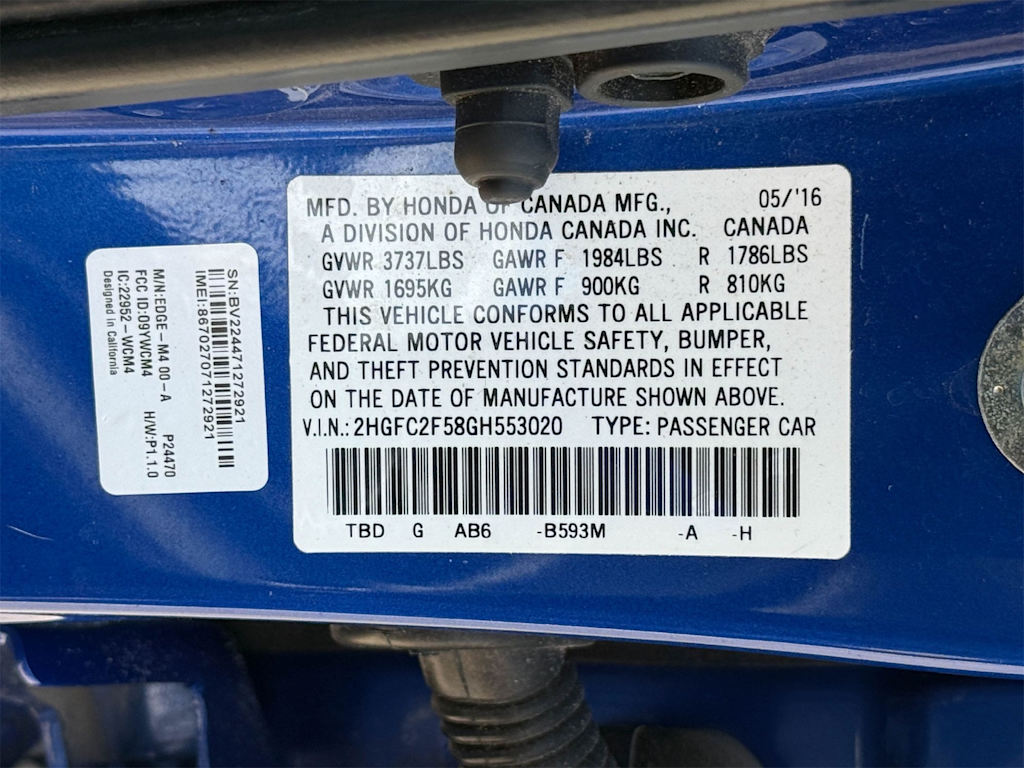 MFD. BY HONDA OF CANADA MFG., 05/'16
A DIVISION OF HONDA CANADA INC. CANADA
GVWR 3737LBS GAWR F 1984LBS R 1786LBS
GVWR 1695KG GAWR F 900KG R 810KG
THIS VEHICLE CONFORMS TO ALL APPLICABLE
FEDERAL MOTOR VEHICLE SAFETY, BUMPER,
AND THEFT PREVENTION STANDARDS IN EFFECT
ON THE DATE OF MANUFACTURE SHOWN ABOVE.
V.I.N.: 2HGFC2F58GH553020 TYPE: PASSENGER CAR
TBD G AB6 -B593M -A -H
SN:BV224471272921
IMEI:867027071272921
M/N:EDGE-M4 00-A P24470
FCC ID:09YWCM4 H/W:P1.1.0
IC:22952-WCM4
Designed in California